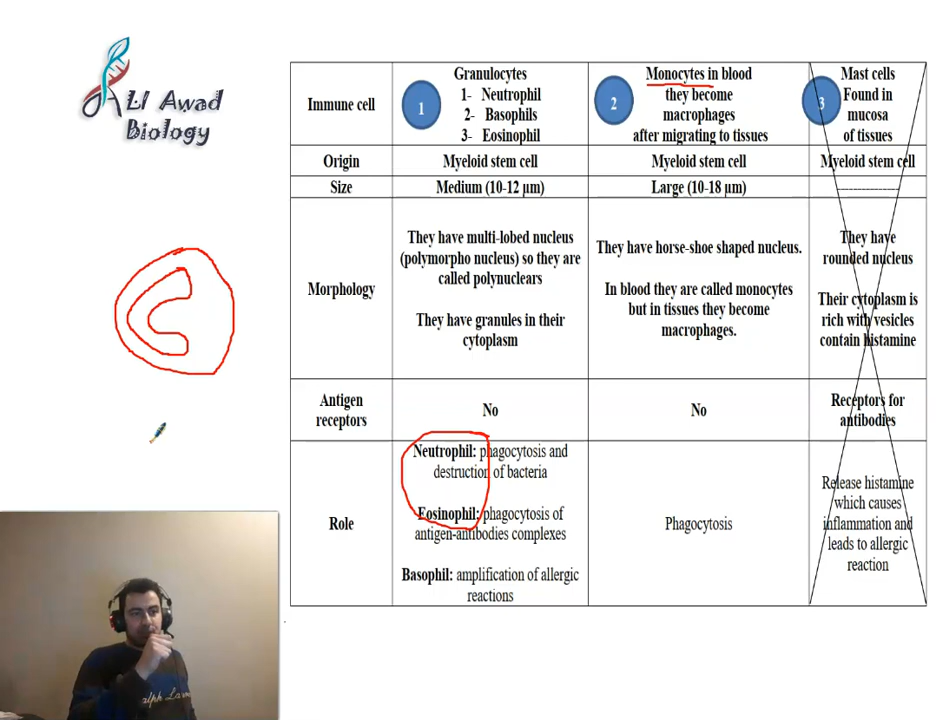 ALI Awad
Biology
Immune cell
1
Granulocytes
1- Neutrophil
2- Basophils
3- Eosinophil
2
Monocytes in blood
they become
macrophages
after migrating to tissues
3
Mast cells
Found in
mucosa
of tissues
Origin
Myeloid stem cell
Myeloid stem cell
Myeloid stem cell
Size
Medium (10-12 μm)
Large (10-18 μm)
---------------
Morphology
They have multi-lobed nucleus
(polymorpho nucleus) so they are
called polynuclears
They have granules in their
cytoplasm
They have horse-shoe shaped nucleus.
In blood they are called monocytes
but in tissues they become
macrophages.
They have
rounded nucleus
Their cytoplasm is
rich with vesicles
contain histamine
Antigen
receptors
No
No
Receptors for
antibodies
Role
Neutrophil: phagocytosis and
destruction of bacteria
Eosinophil: phagocytosis of
antigen-antibodies complexes
Basophil: amplification of allergic
reactions
Phagocytosis
Release histamine
which causes
inflammation and
leads to allergic
reaction